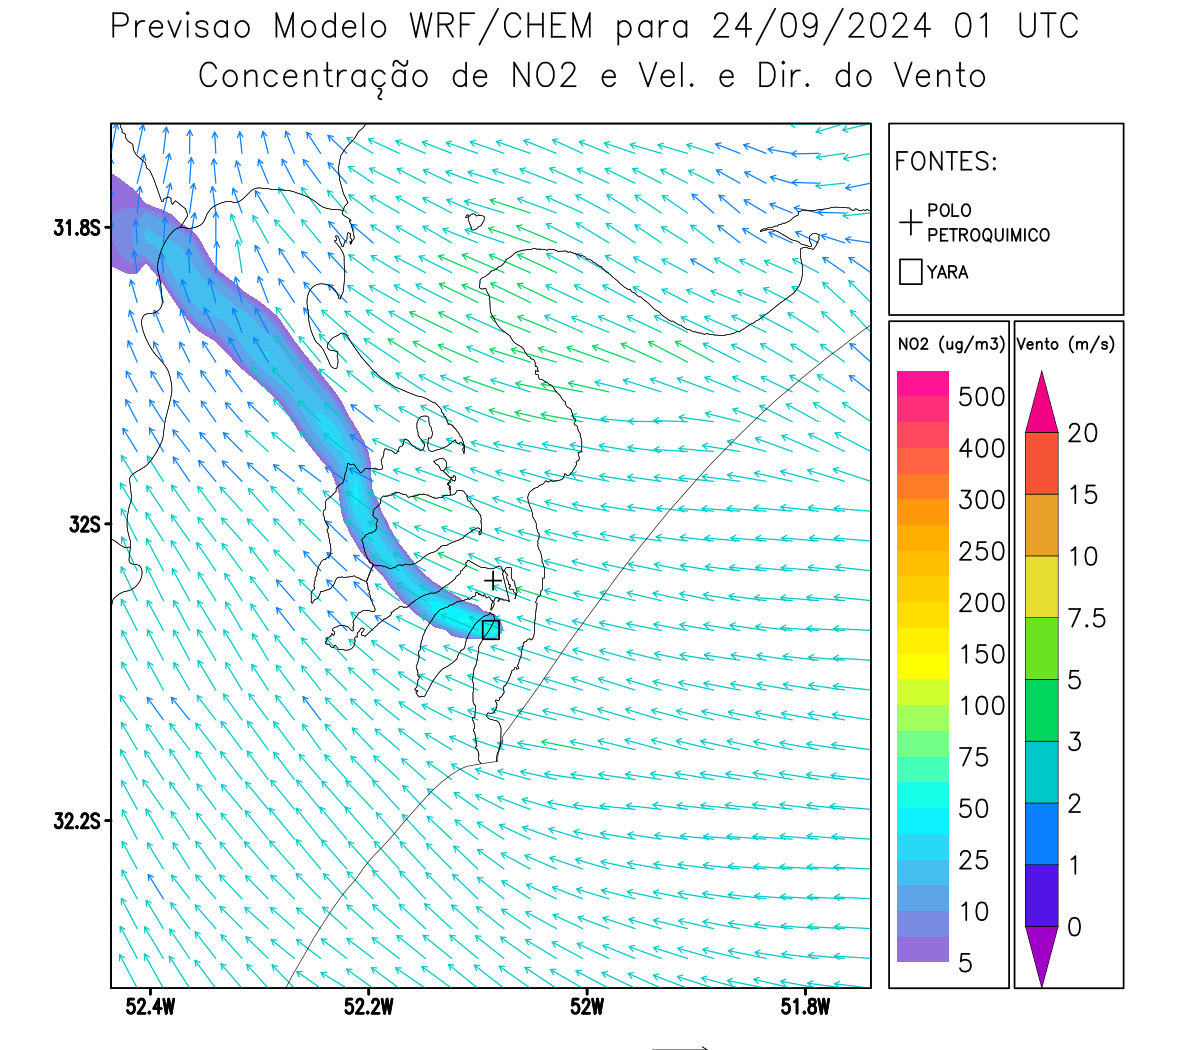 Previsao Modelo WRF/CHEM para 24/09/2024 01 UTC
Concentração de NO2 e Vel. e Dir. do Vento
FONTES:
POLO
PETROQUIMICO
YARA
NO2 (ug/m3)
500
400
300
250
200
150
100
75
50
25
10
5
Vento (m/s)
20
15
10
7.5
5
3
2
1
0
31.8S
32S
32.2S
52.4W
52.2W
52W
51.8W